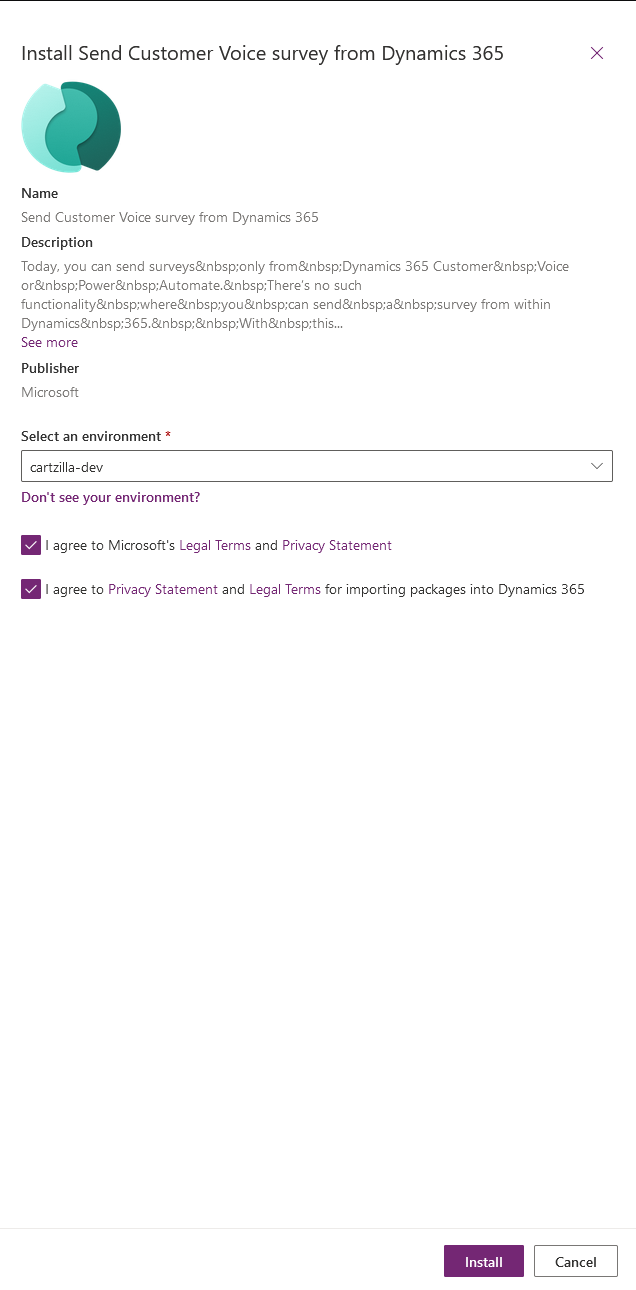 Install Send Customer Voice survey from Dynamics 365
Name
Send Customer Voice survey from Dynamics 365
Description
Today, you can send surveys&nbsp;only from&nbsp;Dynamics 365 Customer&nbsp;Voice
or&nbsp;Power&nbsp;Automate.&nbsp;There's no such
functionality&nbsp;where&nbsp;you&nbsp;can send&nbsp;a&nbsp;survey from within
Dynamics&nbsp;365.&nbsp;&nbsp;With&nbsp;this...
See more
Publisher
Microsoft
Select an environment *
cartzilla-dev
Don't see your environment?
I agree to Microsoft's Legal Terms and Privacy Statement
I agree to Privacy Statement and Legal Terms for importing packages into Dynamics 365
Install Cancel